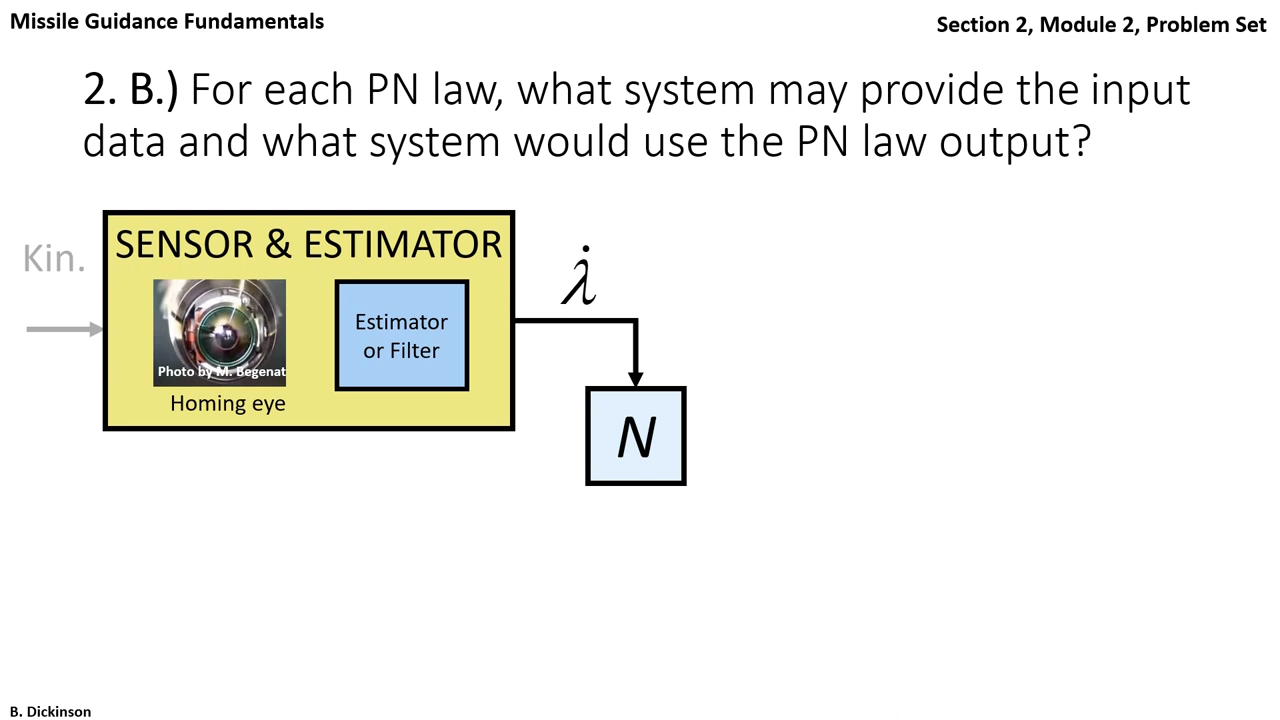 Missile Guidance Fundamentals
Section 2, Module 2, Problem Set
2. B.) For each PN law, what system may provide the input
data and what system would use the PN law output?
Kin.
SENSOR & ESTIMATOR
Estimator
or Filter
Photo by M. Begenat
Homing eye
λ̇
N
B. Dickinson